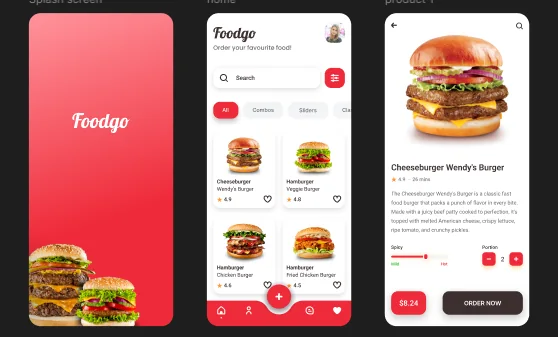 Splash screen
home
product 1
Foodgo
Foodgo
Order your favourite food!
Search
All
Combos
Sliders
Cla
Cheeseburger
Wendy's Burger
4.9
Hamburger
Veggie Burger
4.8
Hamburger
Chicken Burger
4.6
Hamburger
Fried Chicken Burger
4.5
Cheeseburger Wendy's Burger
4.9 - 26 mins
The Cheeseburger Wendy's Burger is a classic fast
food burger that packs a punch of flavor in every bite.
Made with a juicy beef patty cooked to perfection, it's
topped with melted American cheese, crispy lettuce,
ripe tomato, and crunchy pickles.
Spicy
Mild
Hot
Portion
2
$8.24
ORDER NOW